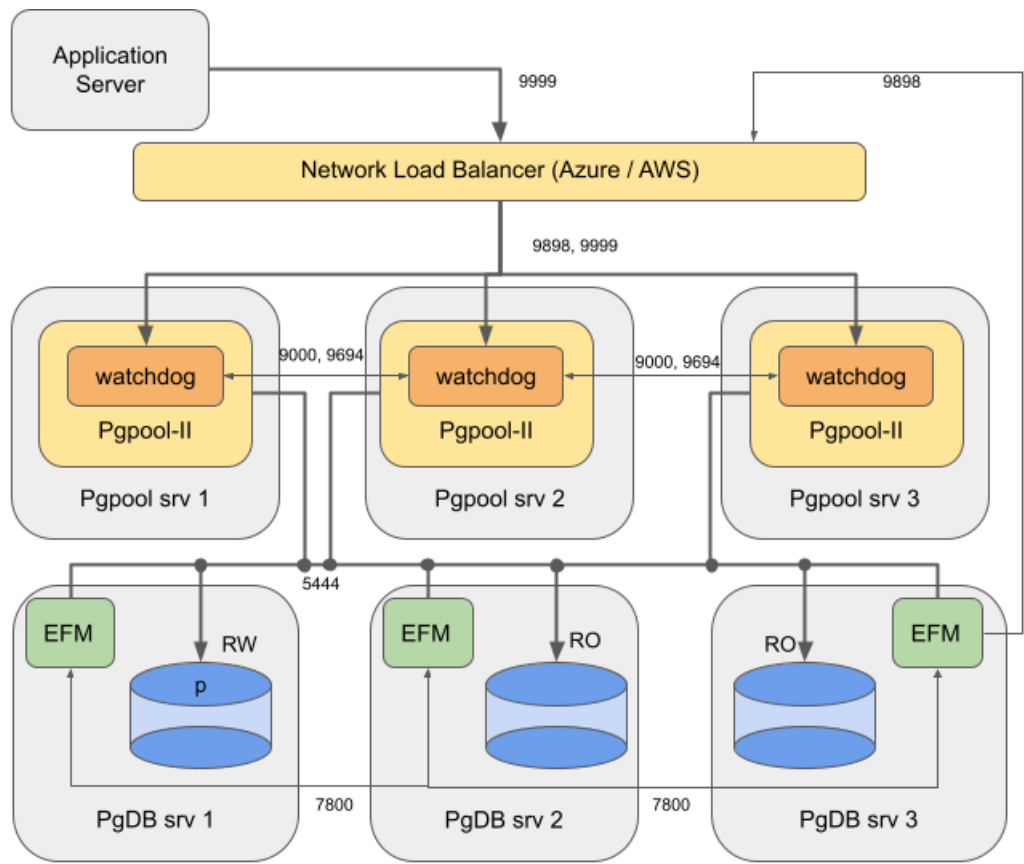 Application
Server
9999
9898
Network Load Balancer (Azure / AWS)
9898, 9999
9000, 9694
9000, 9694
watchdog
watchdog
watchdog
Pgpool-II
Pgpool-II
Pgpool-II
Pgpool srv 1
Pgpool srv 2
Pgpool srv 3
5444
EFM
RW
EFM
RO
RO
EFM
p
7800
7800
PgDB srv 1
PgDB srv 2
PgDB srv 3